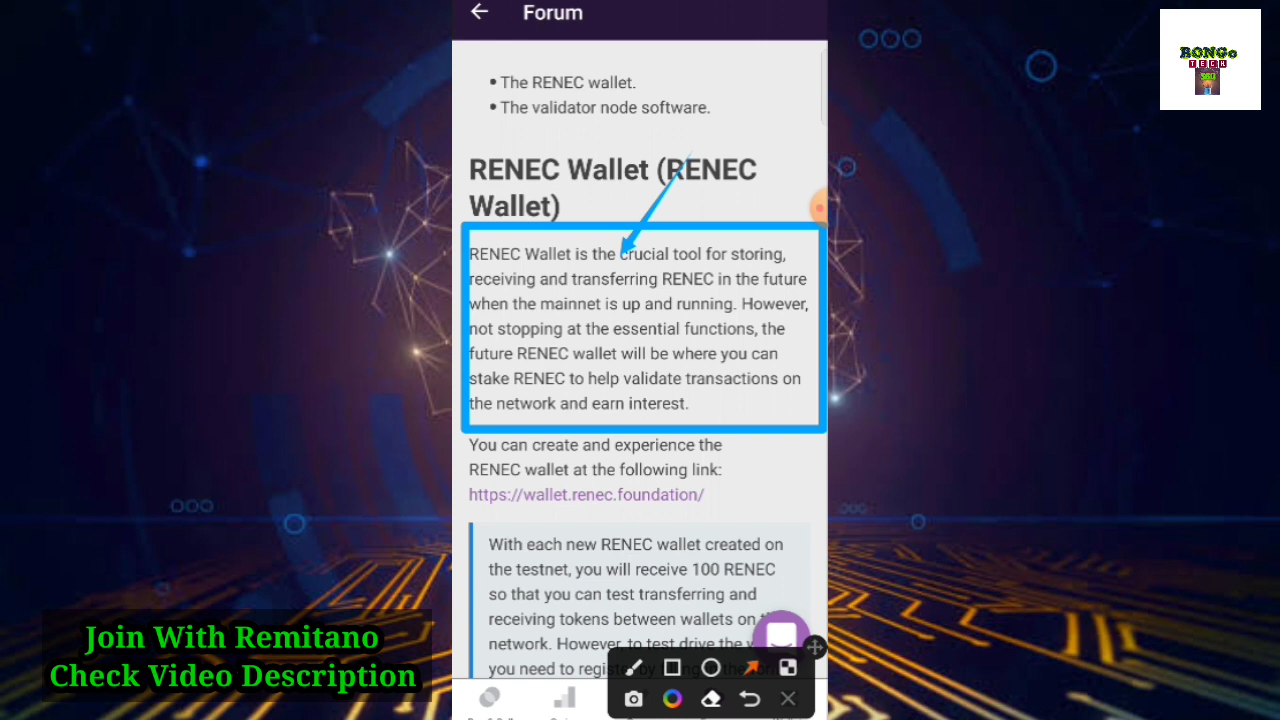 Forum
BONGo
TECH
360
• The RENEC wallet.
• The validator node software.
RENEC Wallet (RENEC
Wallet)
RENEC Wallet is the crucial tool for storing,
receiving and transferring RENEC in the future
when the mainnet is up and running. However,
not stopping at the essential functions, the
future RENEC wallet will be where you can
stake RENEC to help validate transactions on
the network and earn interest.
You can create and experience the
RENEC wallet at the following link:
https://wallet.renec.foundation/
With each new RENEC wallet created on
the testnet, you will receive 100 RENEC
so that you can test transferring and
receiving tokens between wallets on
network. However, to test drive the
you need to register by
Join With Remitano
Check Video Description